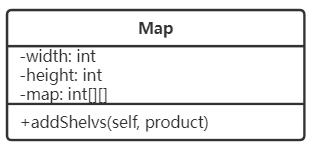 Map
-width: int
-height: int
-map: int[][]
+addShelvs(self, product)